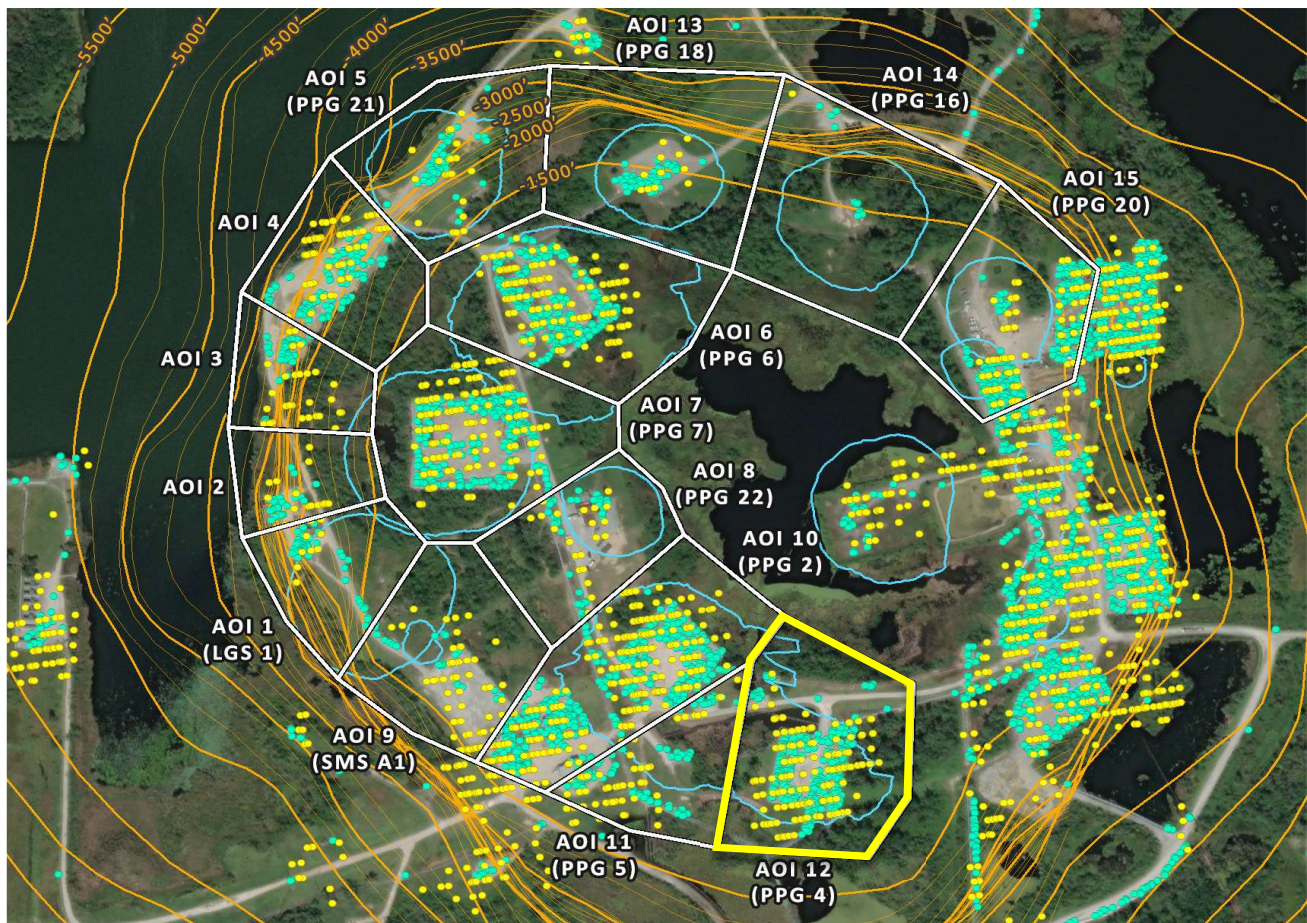 -5500'
-5000'
-4500'
-4000'
-3500'
-3000'
-2500'
-2000'
-1500'
AOI 13
(PPG 18)
AOI 14
(PPG 16)
AOI 5
(PPG 21)
AOI 15
(PPG 20)
AOI 4
AOI 3
AOI 6
(PPG 6)
AOI 7
(PPG 7)
AOI 2
AOI 8
(PPG 22)
AOI 10
(PPG 2)
AOI 1
(LGS 1)
AOI 9
(SMS A1)
AOI 11
(PPG 5)
AOI 12
(PPG 4)